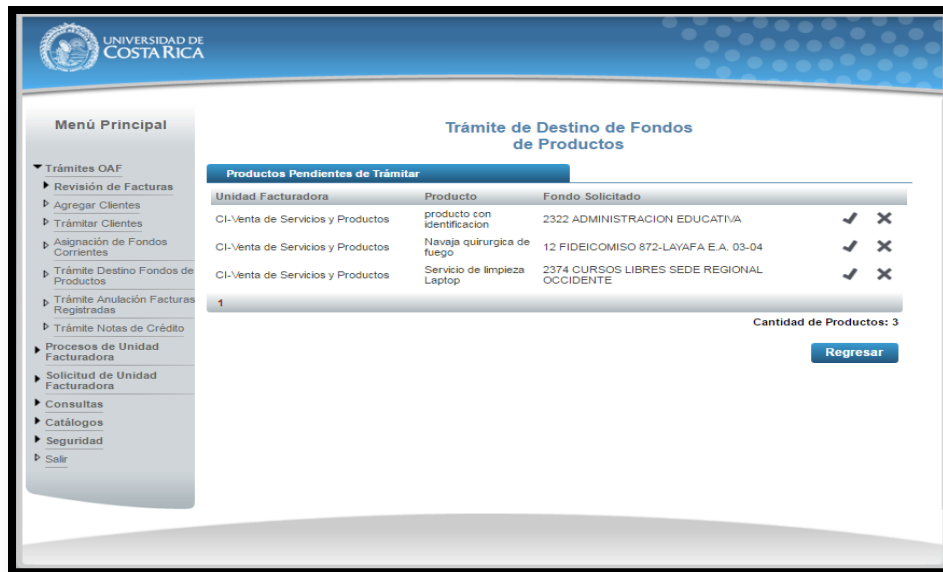 UNIVERSIDAD DE
COSTA RICA
Menú Principal
Trámites OAF
Revisión de Facturas
Agregar Clientes
Trámitar Clientes
Asignación de Fondos
Corrientes
Trámite Destino Fondos de
Productos
Trámite Anulación Facturas
Registradas
Trámite Notas de Crédito
Procesos de Unidad
Facturadora
Solicitud de Unidad
Facturadora
Consultas
Catálogos
Seguridad
Salir
Trámite de Destino de Fondos
de Productos
Productos Pendientes de Trámitar
Unidad Facturadora Producto Fondo Solicitado
CI-Venta de Servicios y Productos producto con identificacion 2322 ADMINISTRACION EDUCATIVA
CI-Venta de Servicios y Productos Navaja quirurgica de fuego 12 FIDEICOMISO 872-LAYAFA E.A. 03-04
CI-Venta de Servicios y Productos Servicio de limpieza Laptop 2374 CURSOS LIBRES SEDE REGIONAL OCCIDENTE
1
Cantidad de Productos: 3
Regresar